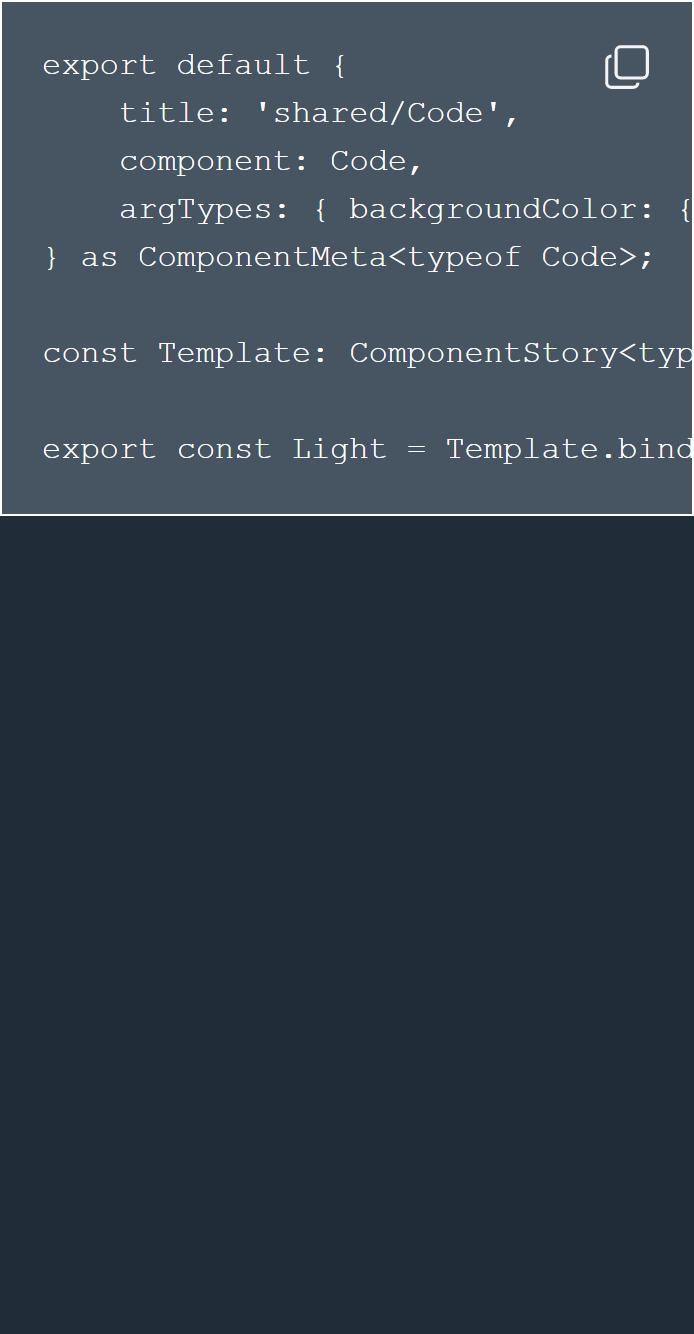 export default {
    title: 'shared/Code',
    component: Code,
    argTypes: { backgroundColor: {
} as ComponentMeta<typeof Code>;

const Template: ComponentStory<typ

export const Light = Template.bind